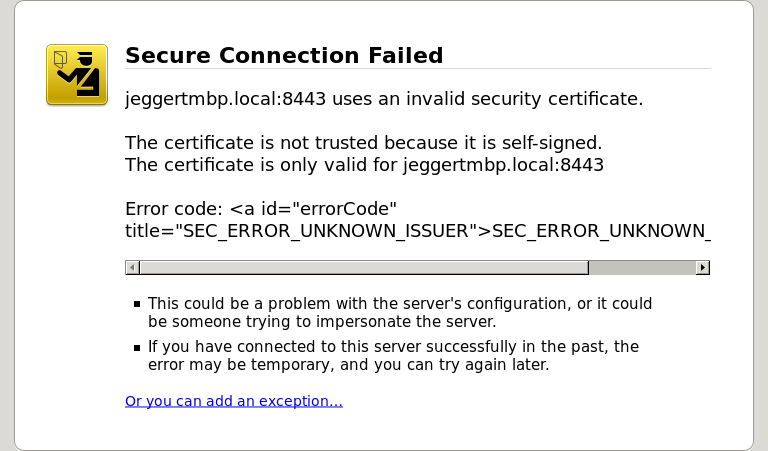 Secure Connection Failed
jeggertmbp.local:8443 uses an invalid security certificate.
The certificate is not trusted because it is self-signed.
The certificate is only valid for jeggertmbp.local:8443
Error code: <a id="errorCode"
title="SEC_ERROR_UNKNOWN_ISSUER">SEC_ERROR_UNKNOWN_
This could be a problem with the server's configuration, or it could
be someone trying to impersonate the server.
If you have connected to this server successfully in the past, the
error may be temporary, and you can try again later.
Or you can add an exception...